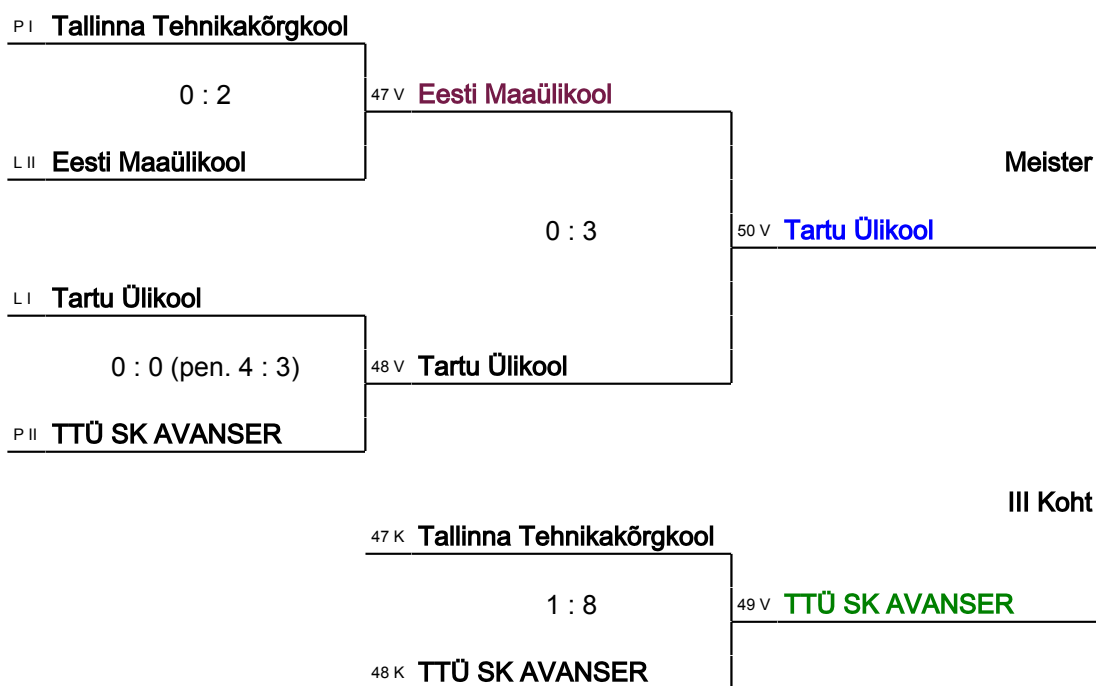 P I Tallinna Tehnikakõrgkool
0 : 2
47 V Eesti Maaülikool
L II Eesti Maaülikool
Meister
0 : 3
50 V Tartu Ülikool
L I Tartu Ülikool
0 : 0 (pen. 4 : 3)
48 V Tartu Ülikool
P II TTÜ SK AVANSER
III Koht
47 K Tallinna Tehnikakõrgkool
1 : 8
49 V TTÜ SK AVANSER
48 K TTÜ SK AVANSER